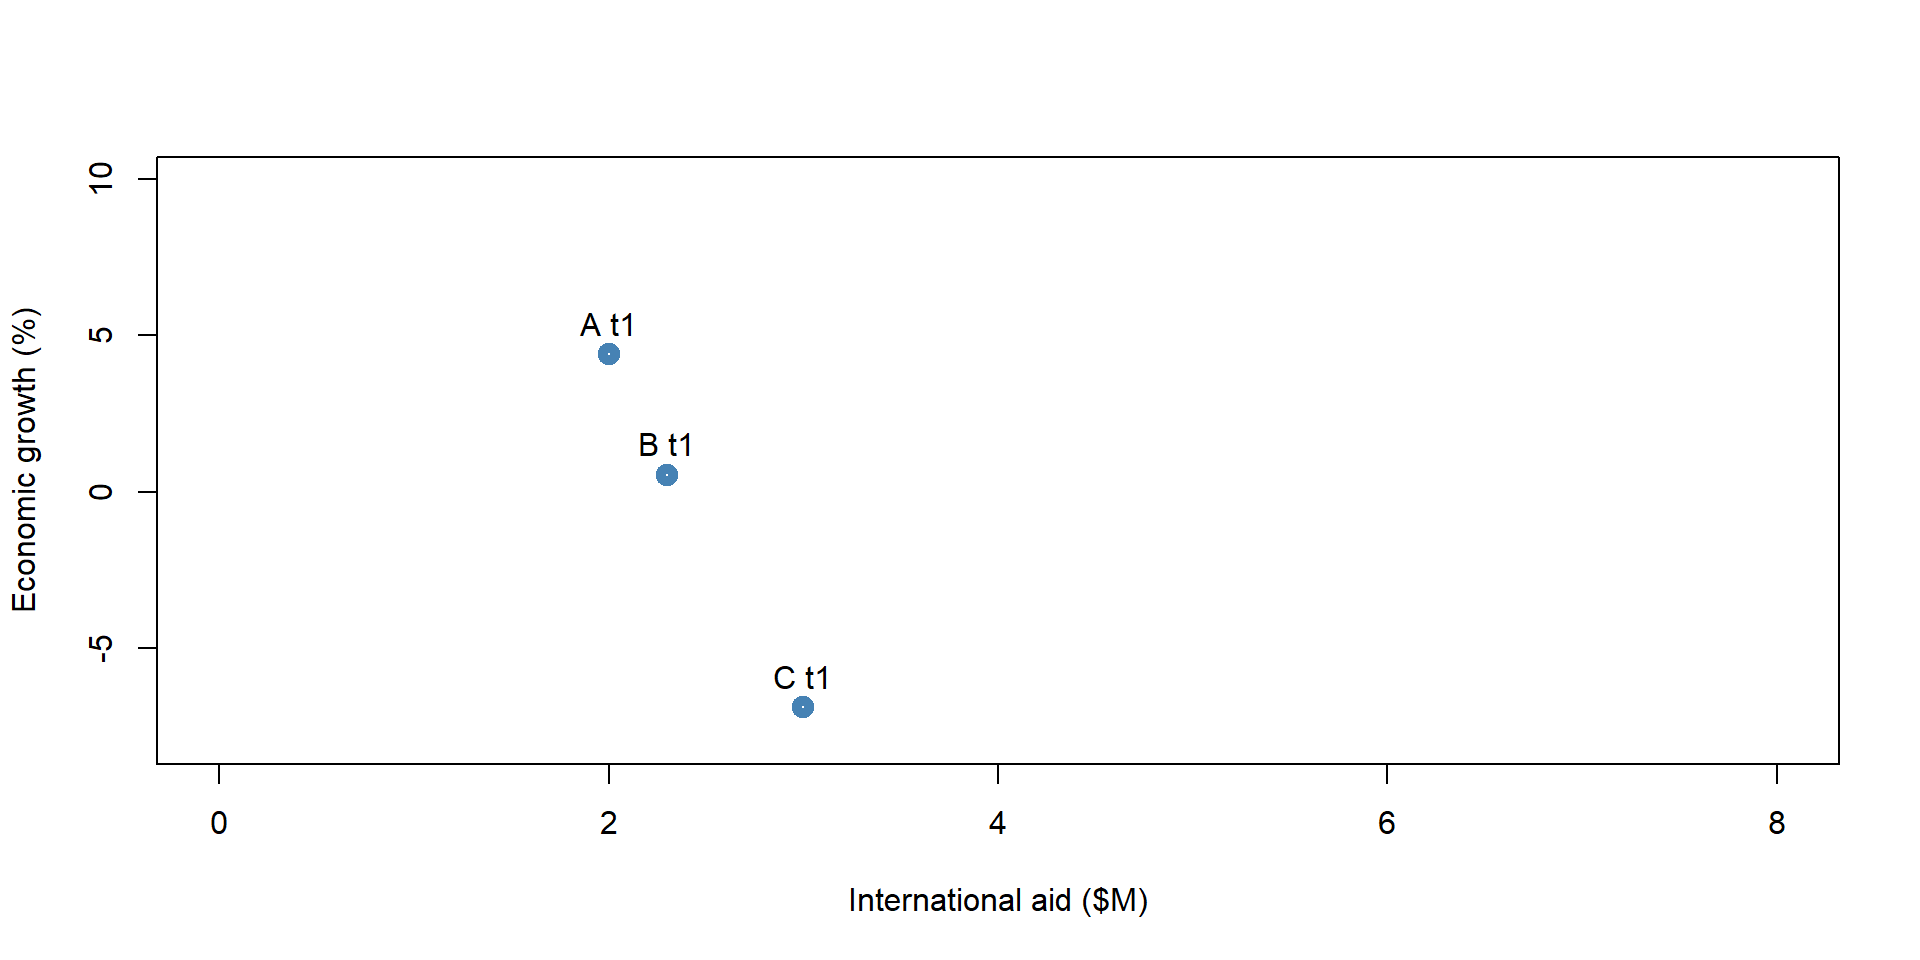 10
5
0
-5
Economic growth (%)
A t1
B t1
C t1
0 2 4 6 8
International aid ($M)